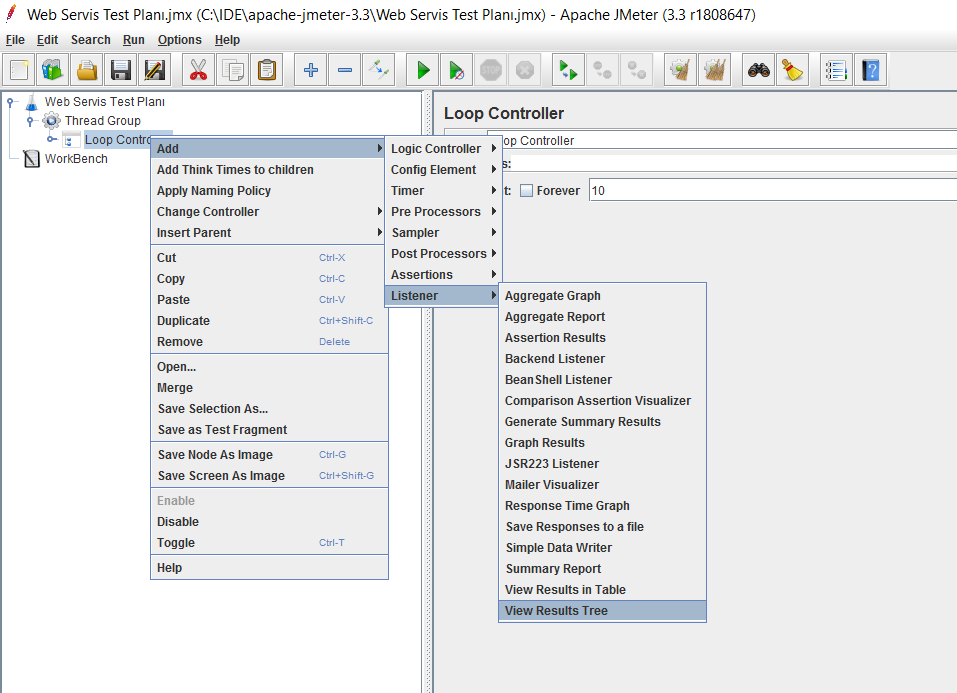 Web Servis Test Planı.jmx (C:\IDE\apache-jmeter-3.3\Web Servis Test Planı.jmx) - Apache JMeter (3.3 r1808647)
File Edit Search Run Options Help
STOP
Web Servis Test Planı
Thread Group
Loop Contro
WorkBench
Add
Add Think Times to children
Apply Naming Policy
Change Controller
Insert Parent
Cut Ctrl-X
Copy Ctrl-C
Paste Ctrl-V
Duplicate Ctrl+Shift-C
Remove Delete
Open...
Merge
Save Selection As...
Save as Test Fragment
Save Node As Image Ctrl-G
Save Screen As Image Ctrl+Shift-G
Enable
Disable
Toggle Ctrl-T
Help
Logic Controller
Config Element
Timer
Pre Processors
Sampler
Post Processors
Assertions
Listener
Aggregate Graph
Aggregate Report
Assertion Results
Backend Listener
BeanShell Listener
Comparison Assertion Visualizer
Generate Summary Results
Graph Results
JSR223 Listener
Mailer Visualizer
Response Time Graph
Save Responses to a file
Simple Data Writer
Summary Report
View Results in Table
View Results Tree
Loop Controller
oop Controller
s:
t: Forever 10